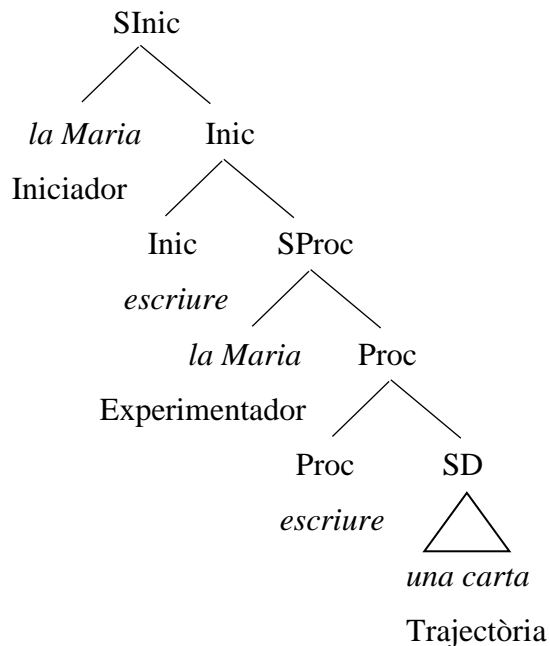 SInic
la Maria Inic
Iniciador
Inic SProc
escriure
la Maria Proc
Experimentador
Proc SD
escriure
una carta
Trajectòria